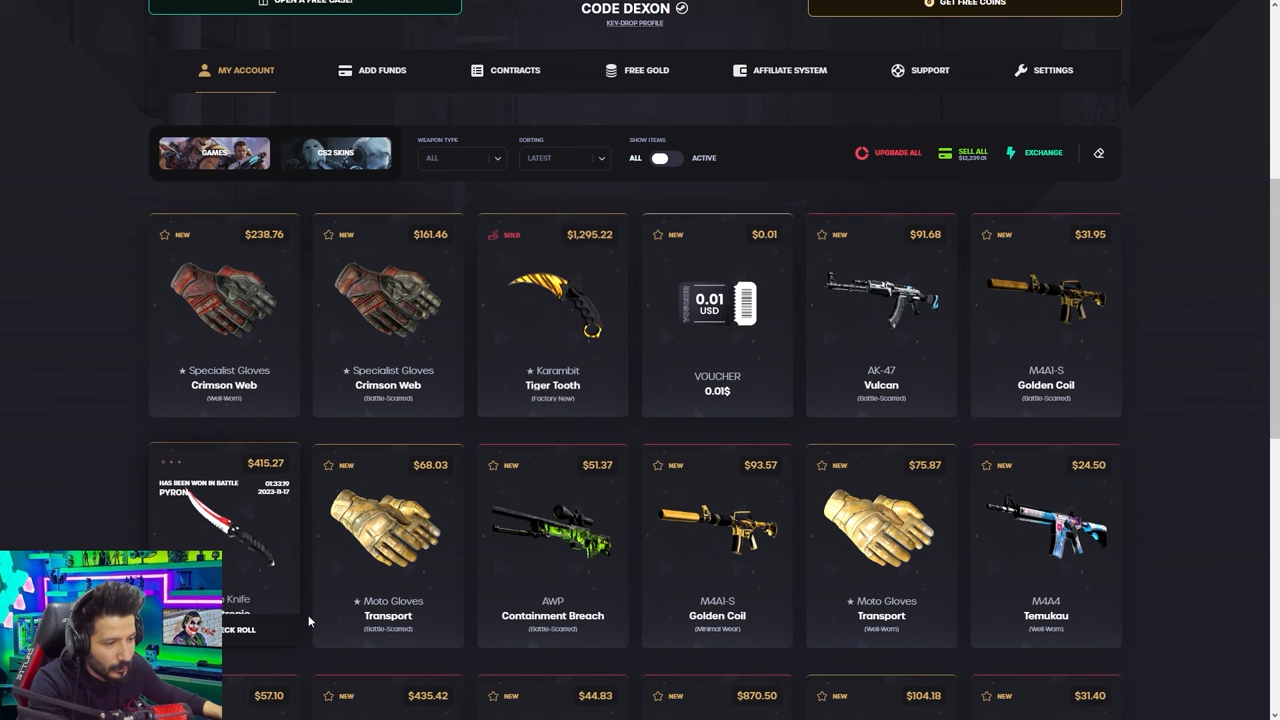 OPEN A FREE CASE!
CODE DEXON
GET FREE COINS
KEY-DROP PROFILE
MY ACCOUNT
ADD FUNDS
CONTRACTS
FREE GOLD
AFFILIATE SYSTEM
SUPPORT
SETTINGS
GAMES
CS2 SKINS
WEAPON TYPE
ALL
SORTING
LATEST
SHOW ITEMS
ALL
ACTIVE
UPGRADE ALL
SELL ALL
$12,239.01
EXCHANGE
NEW
$238.76
★ Specialist Gloves
Crimson Web
(Well-Worn)
NEW
$161.46
★ Specialist Gloves
Crimson Web
(Battle-Scarred)
SOLD
$1,295.22
★ Karambit
Tiger Tooth
(Factory New)
NEW
$0.01
VOUCHER
0.01
USD
VOUCHER
0.01$
NEW
$91.68
AK-47
Vulcan
(Battle-Scarred)
NEW
$31.95
M4A1-S
Golden Coil
(Battle-Scarred)
$415.27
HAS BEEN WON IN BATTLE
PYRON
01:33:19
2023-11-17
Knife
ECK ROLL
NEW
$68.03
★ Moto Gloves
Transport
(Battle-Scarred)
NEW
$51.37
AWP
Containment Breach
(Battle-Scarred)
NEW
$93.57
M4A1-S
Golden Coil
(Minimal Wear)
NEW
$75.87
★ Moto Gloves
Transport
(Well-Worn)
NEW
$24.50
M4A4
Temukau
(Well-Worn)
$57.10
NEW
$435.42
NEW
$44.83
NEW
$870.50
NEW
$104.18
NEW
$31.40